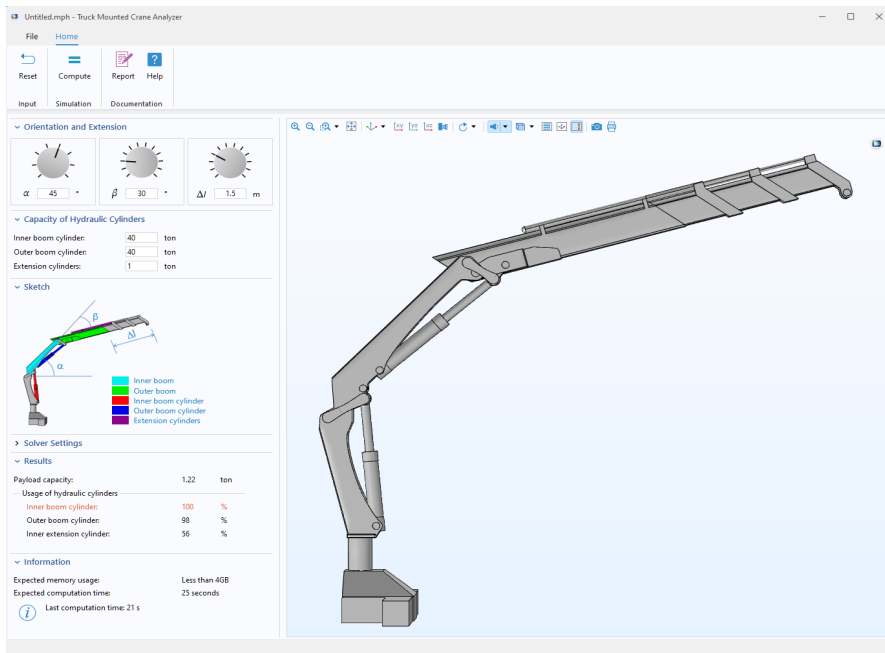 Untitled.mph - Truck Mounted Crane Analyzer
File Home
Reset Compute Report Help
Input Simulation Documentation
Orientation and Extension
α 45 ° β 30 ° Δl 1.5 m
Capacity of Hydraulic Cylinders
Inner boom cylinder: 40 ton
Outer boom cylinder: 40 ton
Extension cylinders: 1 ton
Sketch
β
Δl
α
Inner boom
Outer boom
Inner boom cylinder
Outer boom cylinder
Extension cylinders
Solver Settings
Results
Payload capacity: 1.22 ton
Usage of hydraulic cylinders
Inner boom cylinder: 100 %
Outer boom cylinder: 98 %
Inner extension cylinder: 56 %
Information
Expected memory usage: Less than 4GB
Expected computation time: 25 seconds
Last computation time: 21 s